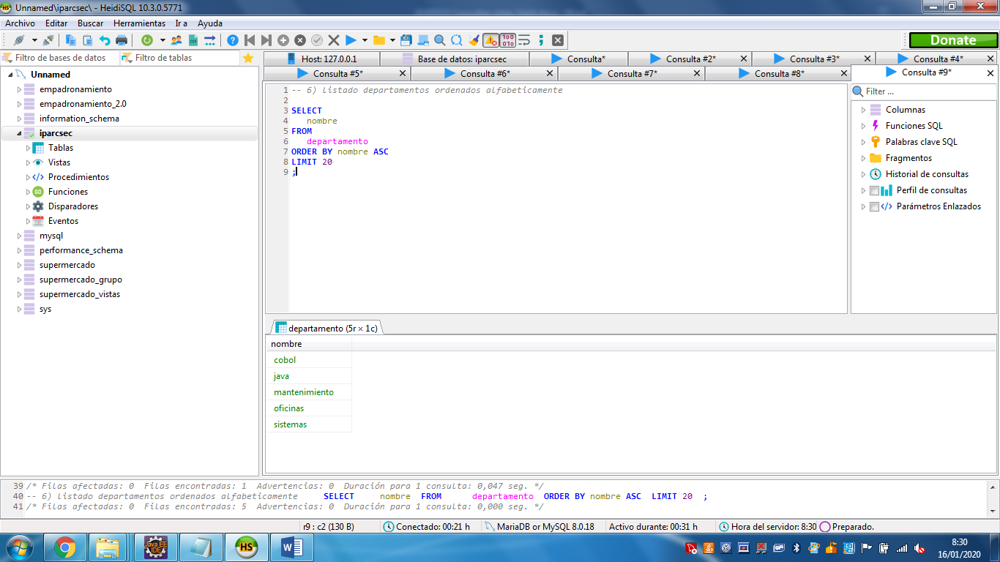 Unnamed\iparcsec\ - HeidiSQL 10.3.0.5771
Archivo Editar Buscar Herramientas Ir a Ayuda
Donate
Filtro de bases de datos Filtro de tablas
Unnamed
empadronamiento
empadronamiento_2.0
information_schema
iparcsec
Tablas
Vistas
Procedimientos
Funciones
Disparadores
Eventos
mysql
performance_schema
supermercado
supermercado_grupo
supermercado_vistas
sys
Host: 127.0.0.1 Base de datos: iparcsec Consulta* Consulta #2* Consulta #3* Consulta #4*
Consulta #5* Consulta #6* Consulta #7* Consulta #8* Consulta #9*
1 -- 6) listado departamentos ordenados alfabeticamente
2
3 SELECT
4 nombre
5 FROM
6 departamento
7 ORDER BY nombre ASC
8 LIMIT 20
9 ;
Filter ...
Columnas
Funciones SQL
Palabras clave SQL
Fragmentos
Historial de consultas
Perfil de consultas
Parámetros Enlazados
departamento (5r × 1c)
nombre
cobol
java
mantenimiento
oficinas
sistemas
39 /* Filas afectadas: 0 Filas encontradas: 1 Advertencias: 0 Duración para 1 consulta: 0,047 seg. */
40 -- 6) listado departamentos ordenados alfabeticamente SELECT nombre FROM departamento ORDER BY nombre ASC LIMIT 20 ;
41 /* Filas afectadas: 0 Filas encontradas: 5 Advertencias: 0 Duración para 1 consulta: 0,000 seg. */
r9 : c2 (130 B) Conectado: 00:21 h MariaDB or MySQL 8.0.18 Activo durante: 00:31 h Hora del servidor: 8:30 Preparado.
Java EE
IDE
HS
8:30
16/01/2020